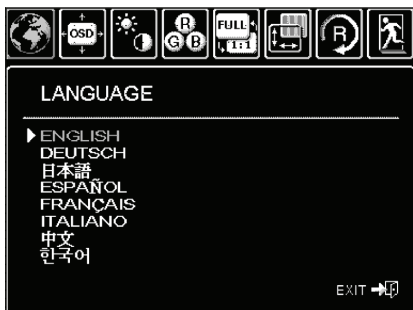 OSD
R
G B
FULL
1:1
R
LANGUAGE
ENGLISH
DEUTSCH
日本語
ESPAÑOL
FRANÇAIS
ITALIANO
中文
한국어
EXIT